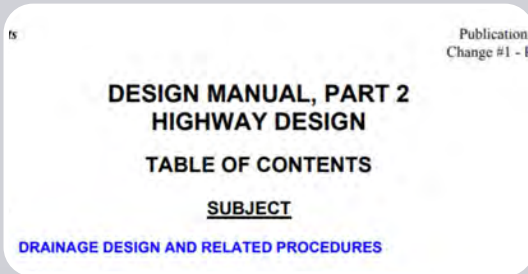 Publication
Change #1 -
DESIGN MANUAL, PART 2
HIGHWAY DESIGN
TABLE OF CONTENTS
SUBJECT
DRAINAGE DESIGN AND RELATED PROCEDURES